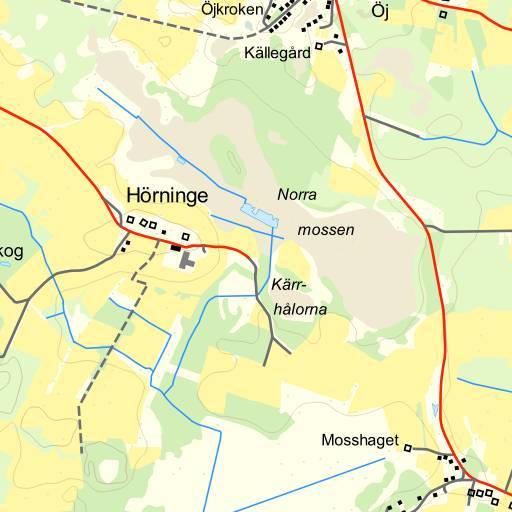 Öjkroken
Öj
Källegård
Hörninge
Norra
mossen
kog
Kärr-
hålorna
Mosshaget